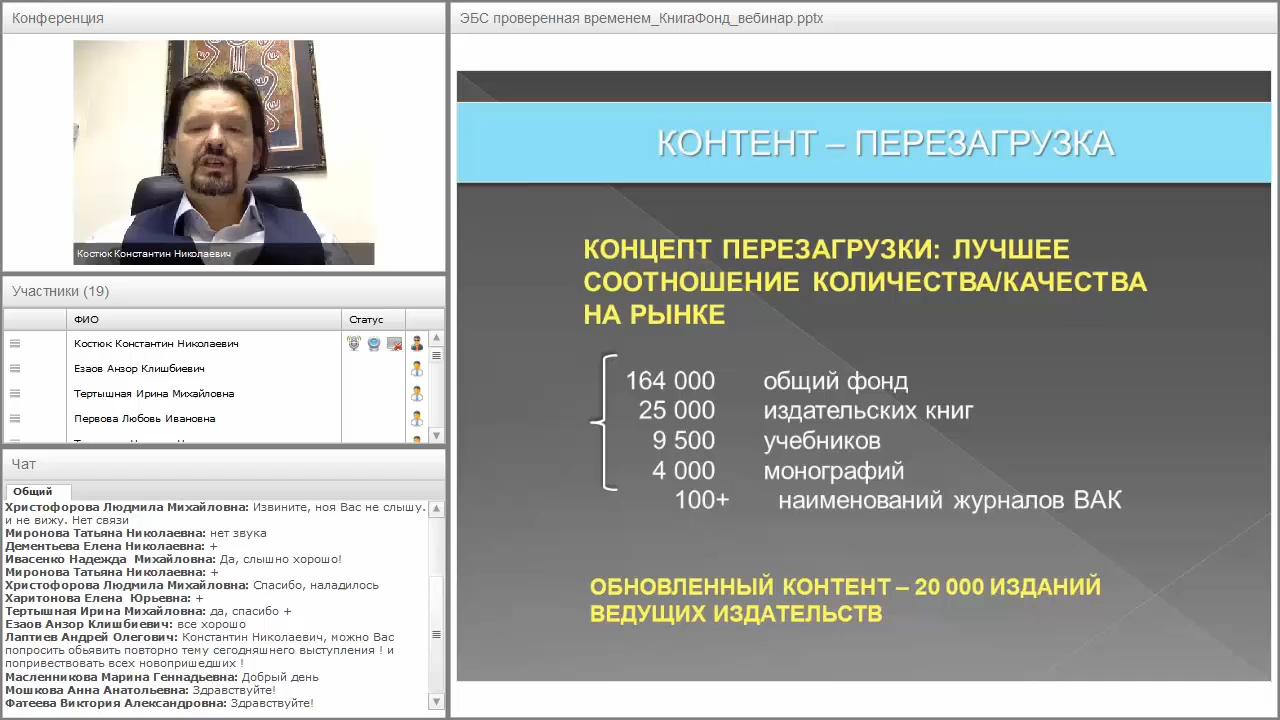 Конференция
Костюк Константин Николаевич
Участники (19)
ФИО
Статус
Костюк Константин Николаевич
Езаов Анзор Клишбиевич
Тертышная Ирина Михайловна
Первова Любовь Ивановна
Чат
Общий
Христофорова Людмила Михайловна: Извините, ноя Вас не слышу.
и не вижу. Нет связи
Миронова Татьяна Николаевна: нет звука
Дементьева Елена Николаевна: +
Ивасенко Надежда Михайловна: Да, слышно хорошо!
Миронова Татьяна Николаевна: +
Христофорова Людмила Михайловна: Спасибо, наладилось
Харитонова Елена Юрьевна: +
Тертышная Ирина Михайловна: да, спасибо +
Езаов Анзор Клишбиевич: все хорошо
Лаптиев Андрей Олегович: Константин Николаевич, можно Вас
попросить обьявить повторно тему сегодняшнего выступления ! и
попривествовать всех новопришедших !
Масленникова Марина Геннадьевна: Добрый день
Мошкова Анна Анатольевна: Здравствуйте!
Фатеева Виктория Александровна: Здравствуйте!
ЭБС проверенная временем_КнигаФонд_вебинар.pptx
КОНТЕНТ – ПЕРЕЗАГРУЗКА
КОНЦЕПТ ПЕРЕЗАГРУЗКИ: ЛУЧШЕЕ
СООТНОШЕНИЕ КОЛИЧЕСТВА/КАЧЕСТВА
НА РЫНКЕ
164 000 общий фонд
25 000 издательских книг
9 500 учебников
4 000 монографий
100+ наименований журналов ВАК
ОБНОВЛЕННЫЙ КОНТЕНТ – 20 000 ИЗДАНИЙ
ВЕДУЩИХ ИЗДАТЕЛЬСТВ